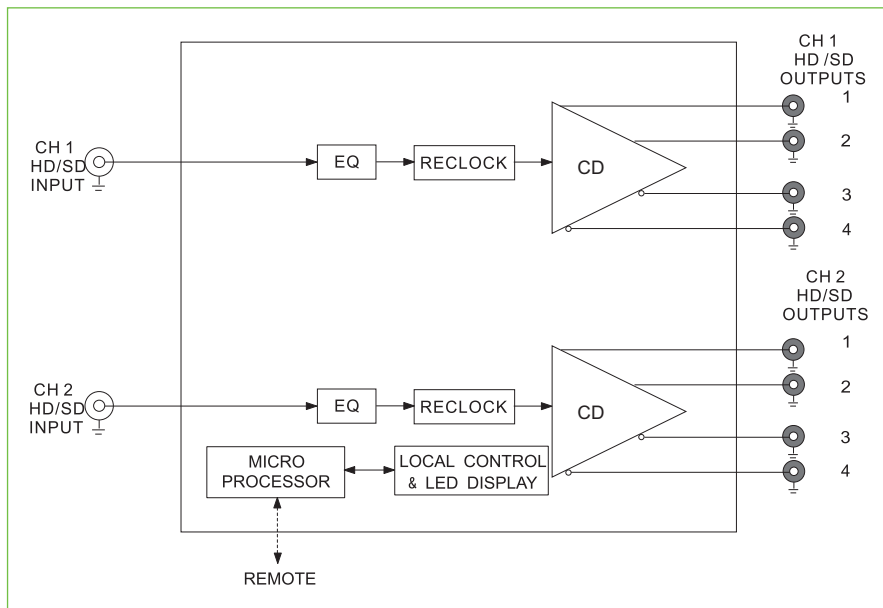 CH 1
HD/SD
INPUT
EQ
RECLOCK
CD
CH 1
HD /SD
OUTPUTS
1
2
3
4
CH 2
HD/SD
INPUT
EQ
RECLOCK
CD
CH 2
HD/SD
OUTPUTS
1
2
3
4
MICRO
PROCESSOR
LOCAL CONTROL
& LED DISPLAY
REMOTE